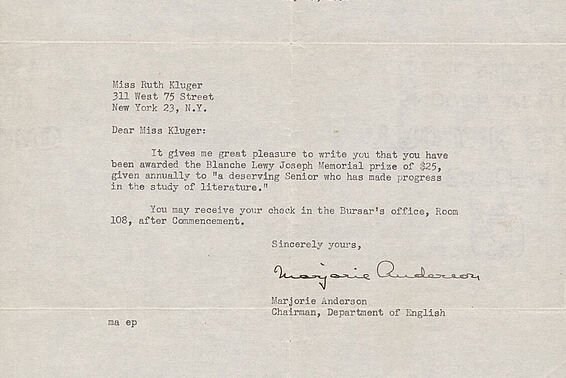 Miss Ruth Kluger
311 West 75 Street
New York 23, N.Y.
Dear Miss Kluger:
It gives me great pleasure to write you that you have
been awarded the Blanche Lewy Joseph Memorial prize of $25,
given annually to "a deserving Senior who has made progress
in the study of literature."
You may receive your check in the Bursar's office, Room
108, after Commencement.
Sincerely yours,
Marjorie Anderson
Marjorie Anderson
Chairman, Department of English
ma ep